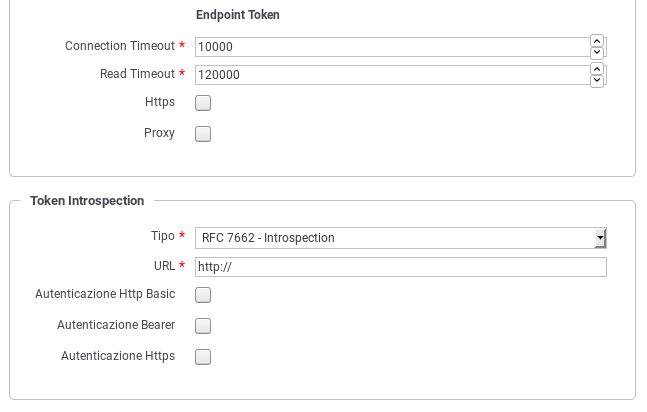 Endpoint Token
Connection Timeout * 10000
Read Timeout * 120000
Https
Proxy
Token Introspection
Tipo * RFC 7662 - Introspection
URL * http://
Autenticazione Http Basic
Autenticazione Bearer
Autenticazione Https